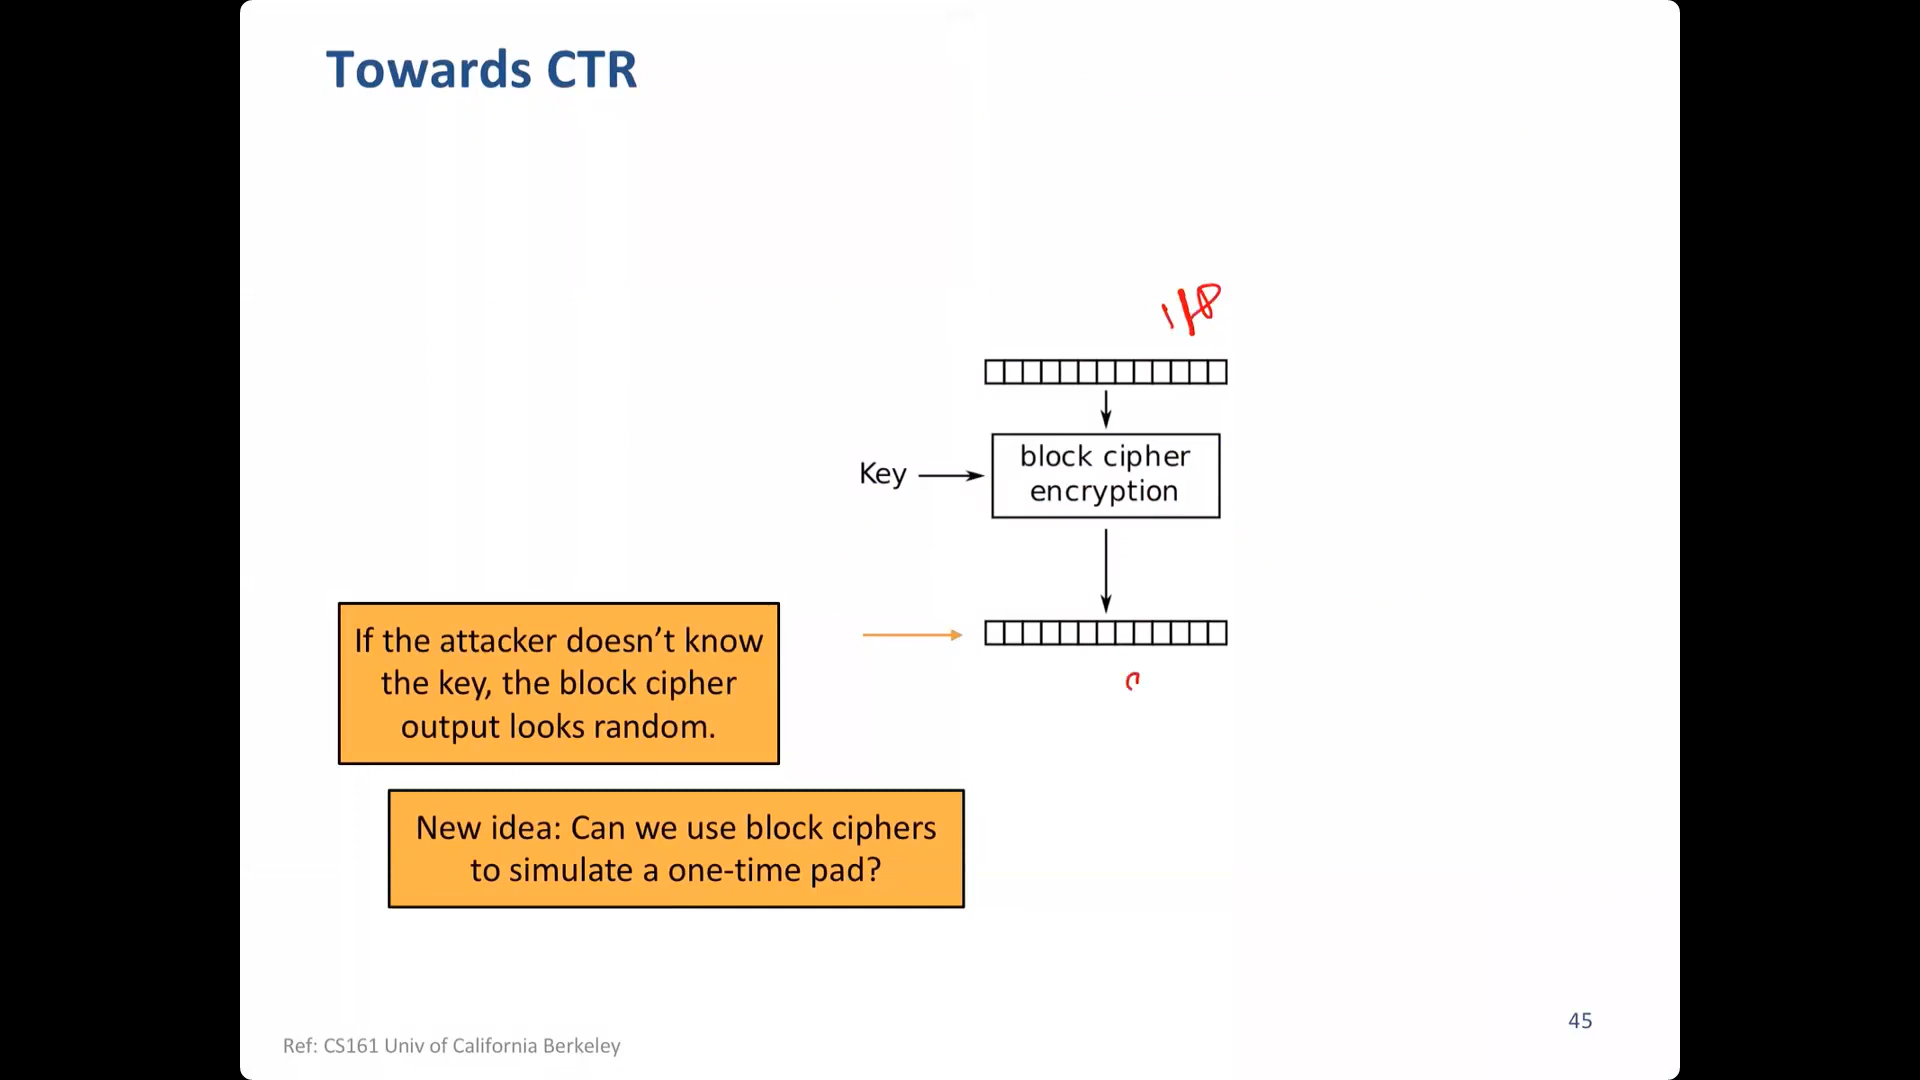 Towards CTR
Key
block cipher
encryption
If the attacker doesn’t know
the key, the block cipher
output looks random.
New idea: Can we use block ciphers
to simulate a one-time pad?
45
Ref: CS161 Univ of California Berkeley